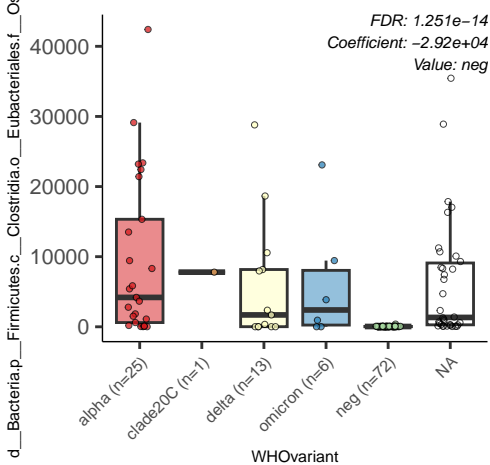 FDR: 1.251e−14
Coefficient: −2.92e+04
Value: neg
d__Bacteria.p__Firmicutes.c__Clostridia.o__Eubacteriales.f__Os
40000
30000
20000
10000
0
alpha (n=25)
clade20C (n=1)
delta (n=13)
omicron (n=6)
neg (n=72)
NA
WHOvariant